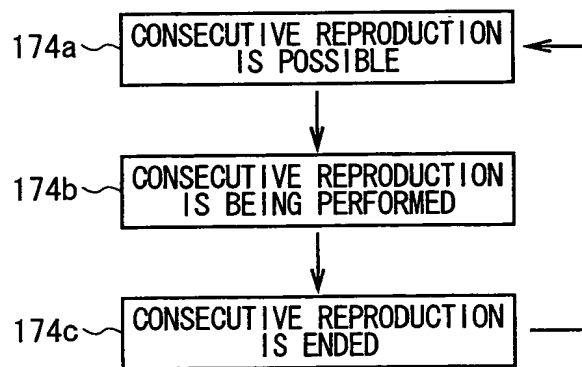 174a
CONSECUTIVE REPRODUCTION
IS POSSIBLE
174b
CONSECUTIVE REPRODUCTION
IS BEING PERFORMED
174c
CONSECUTIVE REPRODUCTION
IS ENDED